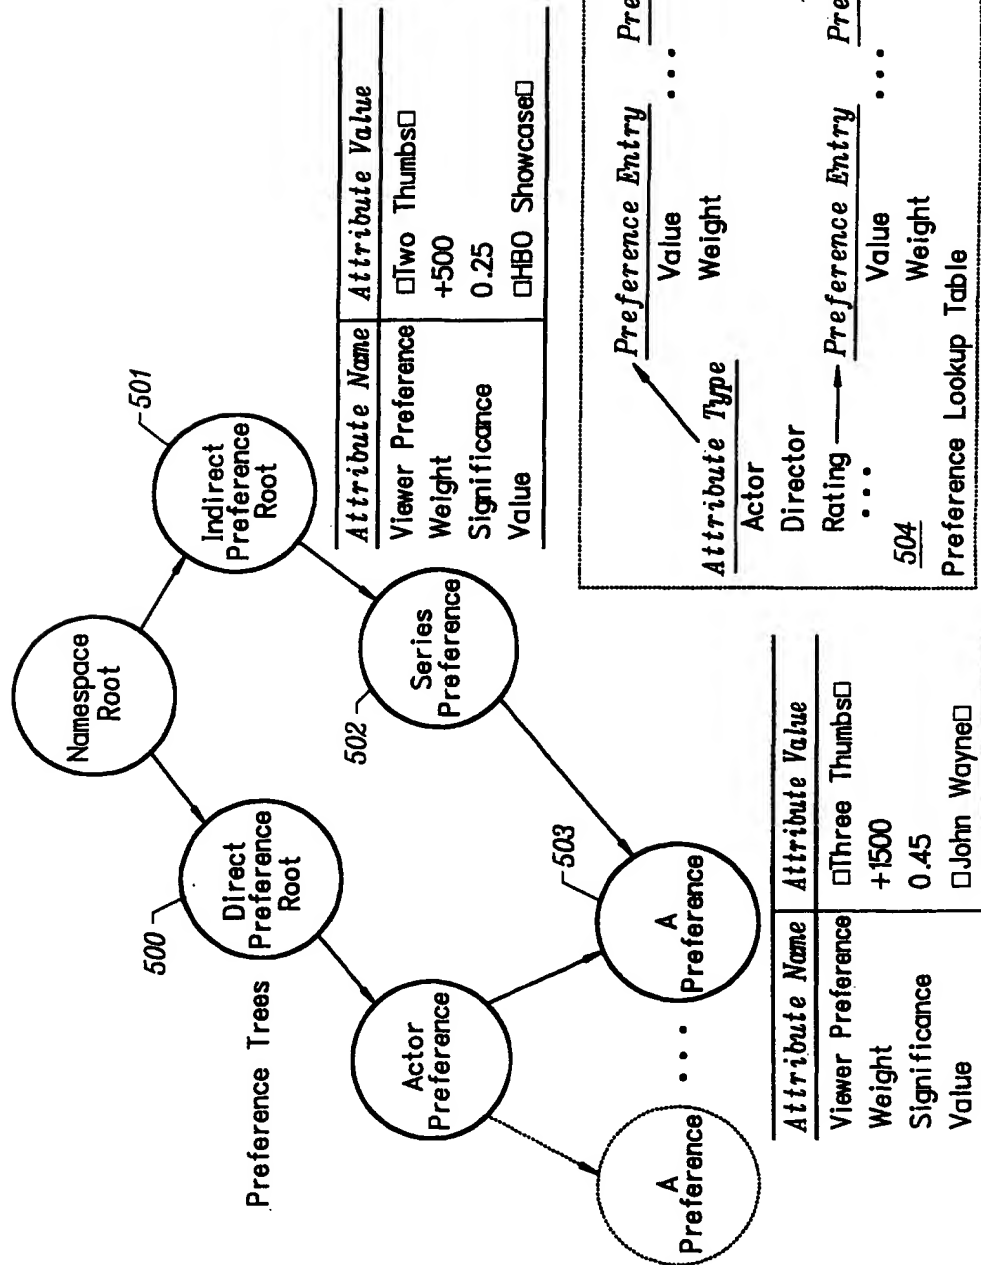 Preference Trees
Namespace
Root
500
Direct
Preference
Root
Indirect
Preference
Root
501
Actor
Preference
502
Series
Preference
A
Preference
• • •
A
Preference
503
Attribute Name Attribute Value
Viewer Preference □Three Thumbs□
Weight +1500
Significance 0.45
Value □John Wayne□
Attribute Name Attribute Value
Viewer Preference □Two Thumbs□
Weight +500
Significance 0.25
Value □HBO Showcase□
Attribute Type
Actor
Director
Rating
• • •
Preference Entry Pre
Value • • •
Weight
Preference Entry Pre
Value • • •
Weight
504
Preference Lookup Table